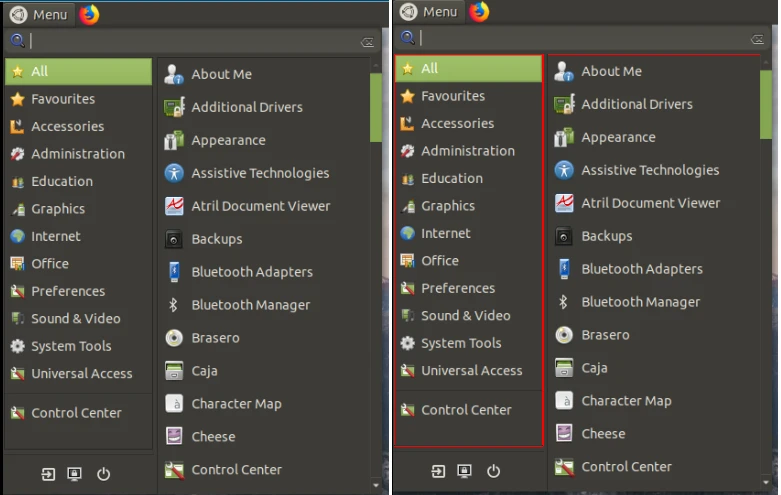 Menu
All
Favourites
Accessories
Administration
Education
Graphics
Internet
Office
Preferences
Sound & Video
System Tools
Universal Access
Control Center
About Me
Additional Drivers
Appearance
Assistive Technologies
Atril Document Viewer
Backups
Bluetooth Adapters
Bluetooth Manager
Brasero
Caja
Character Map
Cheese
Control Center
Menu
All
Favourites
Accessories
Administration
Education
Graphics
Internet
Office
Preferences
Sound & Video
System Tools
Universal Access
Control Center
About Me
Additional Drivers
Appearance
Assistive Technologies
Atril Document Viewer
Backups
Bluetooth Adapters
Bluetooth Manager
Brasero
Caja
Character Map
Cheese
Control Center